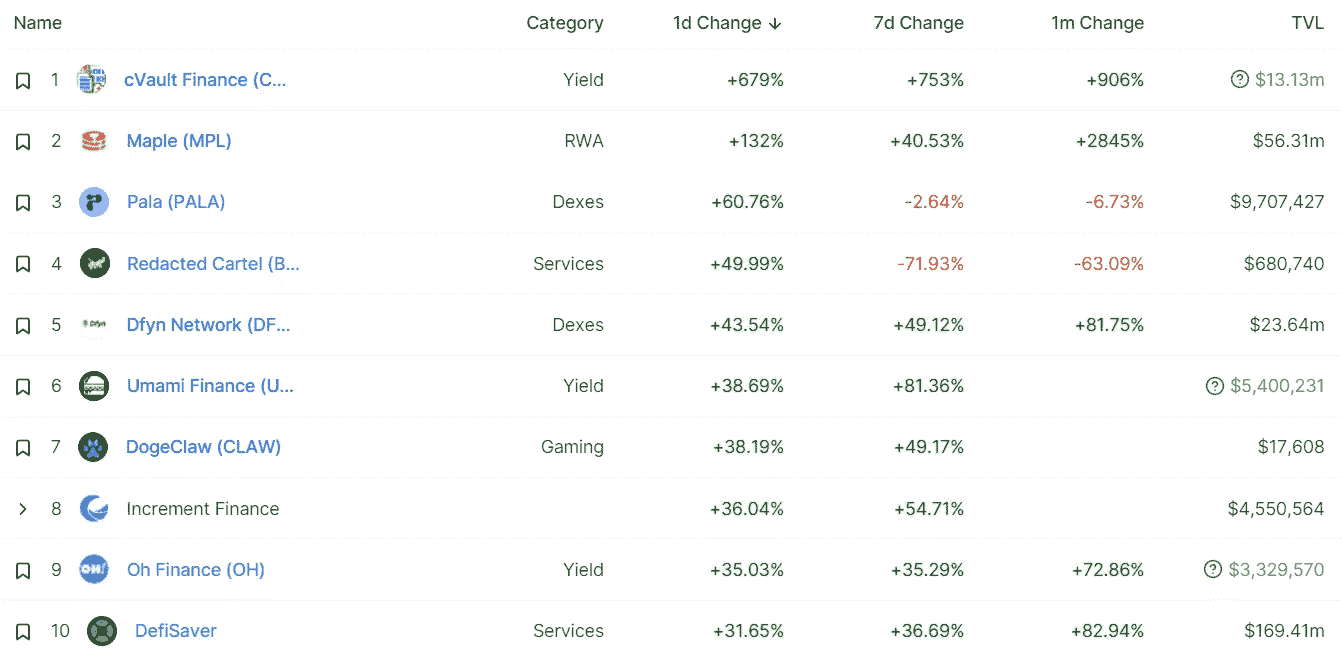 Name Category 1d Change ↓ 7d Change 1m Change TVL
1 cVault Finance (C... Yield +679% +753% +906% $13.13m
2 Maple (MPL) RWA +132% +40.53% +2845% $56.31m
3 Pala (PALA) Dexes +60.76% -2.64% -6.73% $9,707,427
4 Redacted Cartel (B... Services +49.99% -71.93% -63.09% $680,740
5 Dfyn Network (DF... Dexes +43.54% +49.12% +81.75% $23.64m
6 Umami Finance (U... Yield +38.69% +81.36% $5,400,231
7 DogeClaw (CLAW) Gaming +38.19% +49.17% $17,608
8 Increment Finance +36.04% +54.71% $4,550,564
9 OH! Oh Finance (OH) Yield +35.03% +35.29% +72.86% $3,329,570
10 DefiSaver Services +31.65% +36.69% +82.94% $169.41m